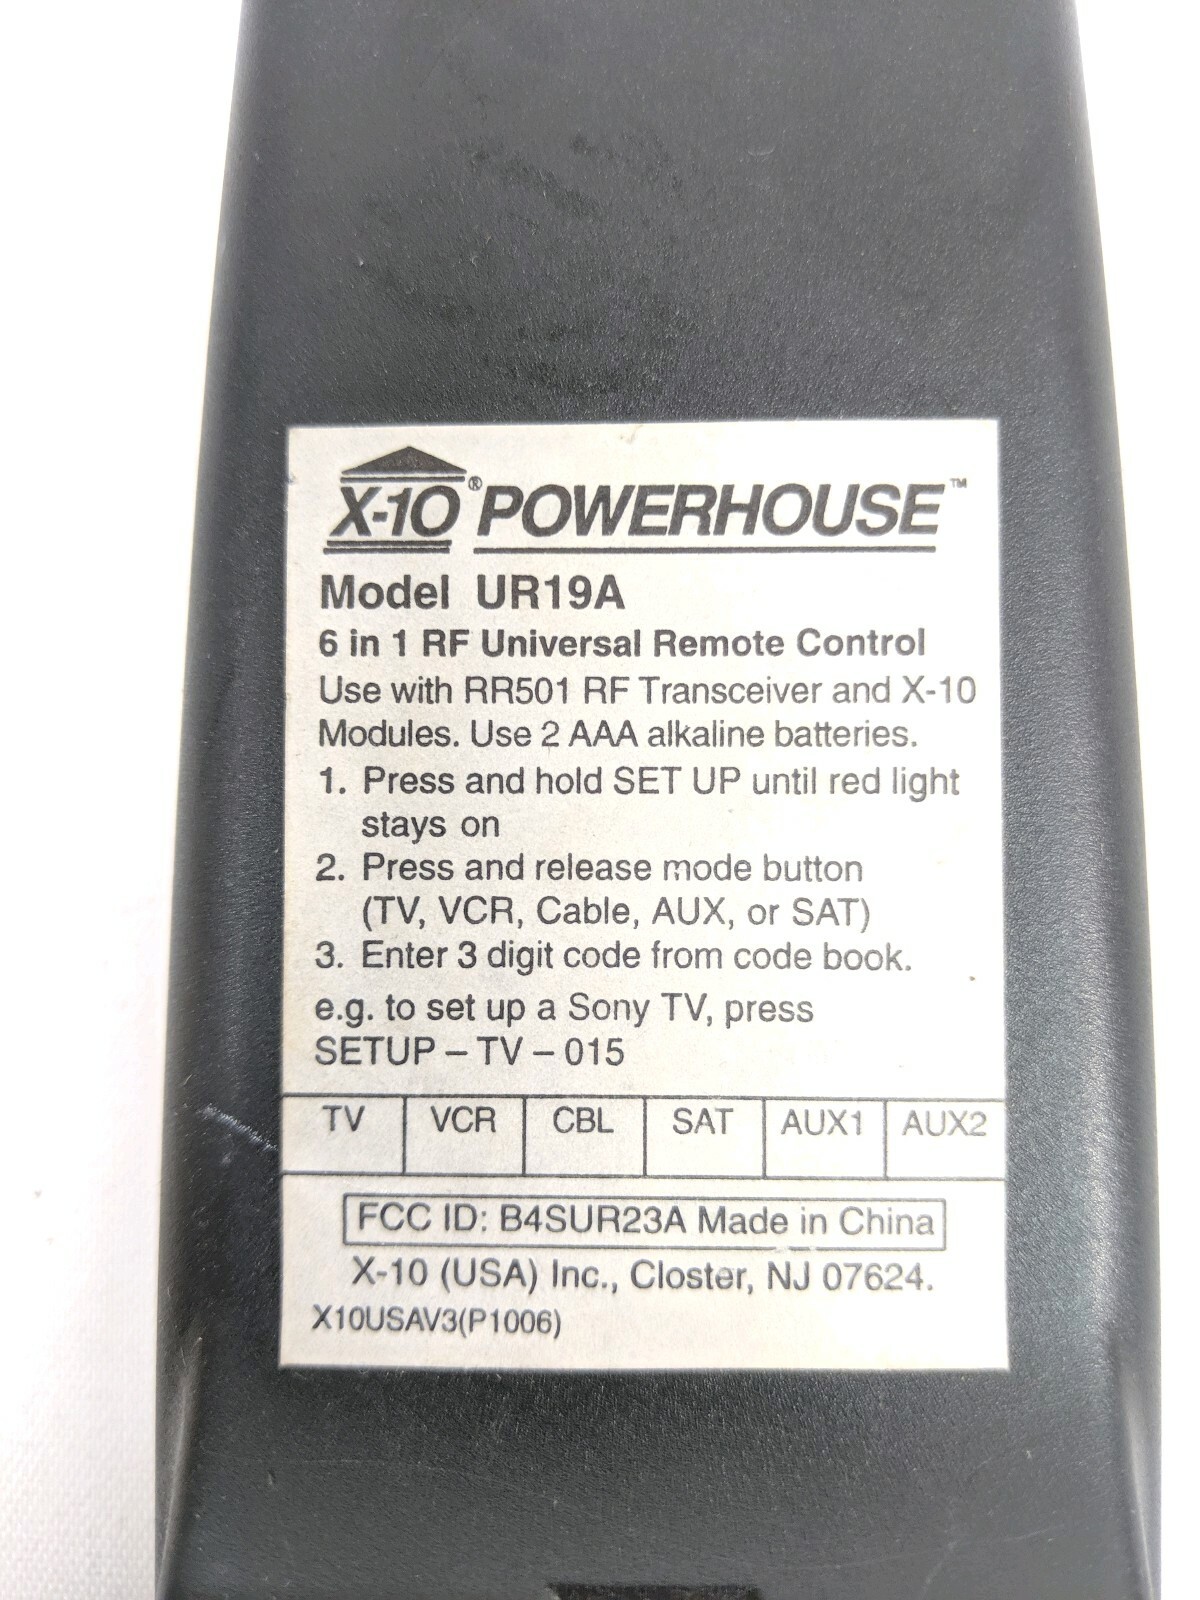 X-10® POWERHOUSE™
Model UR19A
6 in 1 RF Universal Remote Control
Use with RR501 RF Transceiver and X-10
Modules. Use 2 AAA alkaline batteries.
1. Press and hold SET UP until red light
stays on
2. Press and release mode button
(TV, VCR, Cable, AUX, or SAT)
3. Enter 3 digit code from code book.
e.g. to set up a Sony TV, press
SETUP – TV – 015
TV VCR CBL SAT AUX1 AUX2
FCC ID: B4SUR23A Made in China
X-10 (USA) Inc., Closter, NJ 07624.
X10USAV3(P1006)